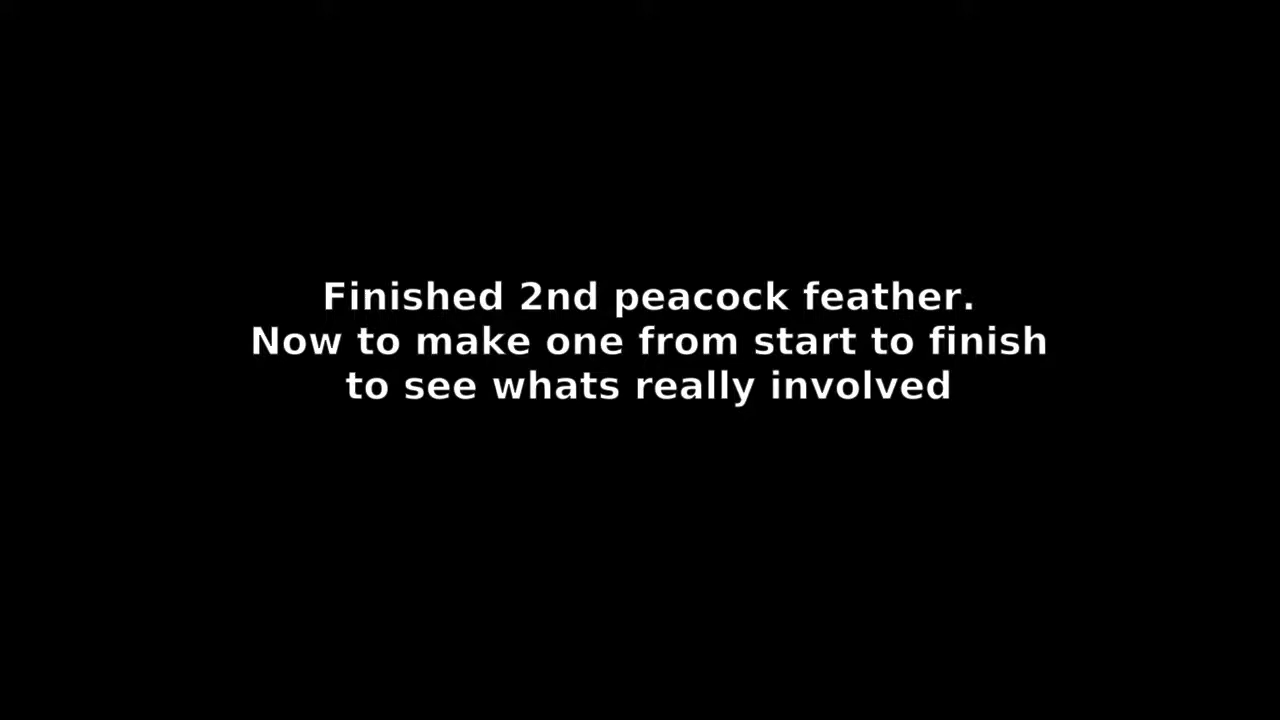 Finished 2nd peacock feather.
Now to make one from start to finish
to see whats really involved